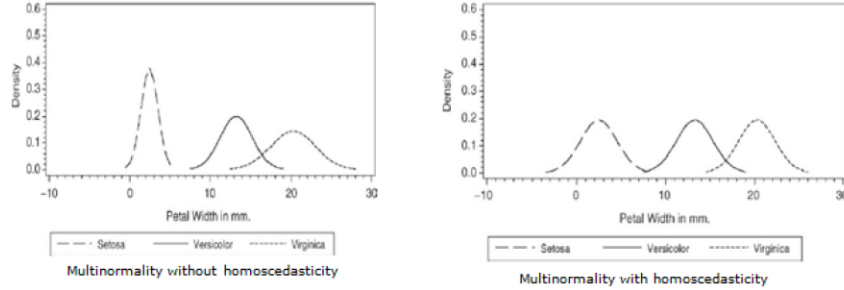 0.6
0.5
0.4
0.3
0.2
0.1
0.0
Density
−10 0 10 20 30
Petal Width in mm.
Setosa Versicolor Virginica
Multinormality without homoscedasticity
0.6
0.5
0.4
0.3
0.2
0.1
0.0
Density
−10 0 10 20 30
Petal Width in mm.
Setosa Versicolor Virginica
Multinormality with homoscedasticity